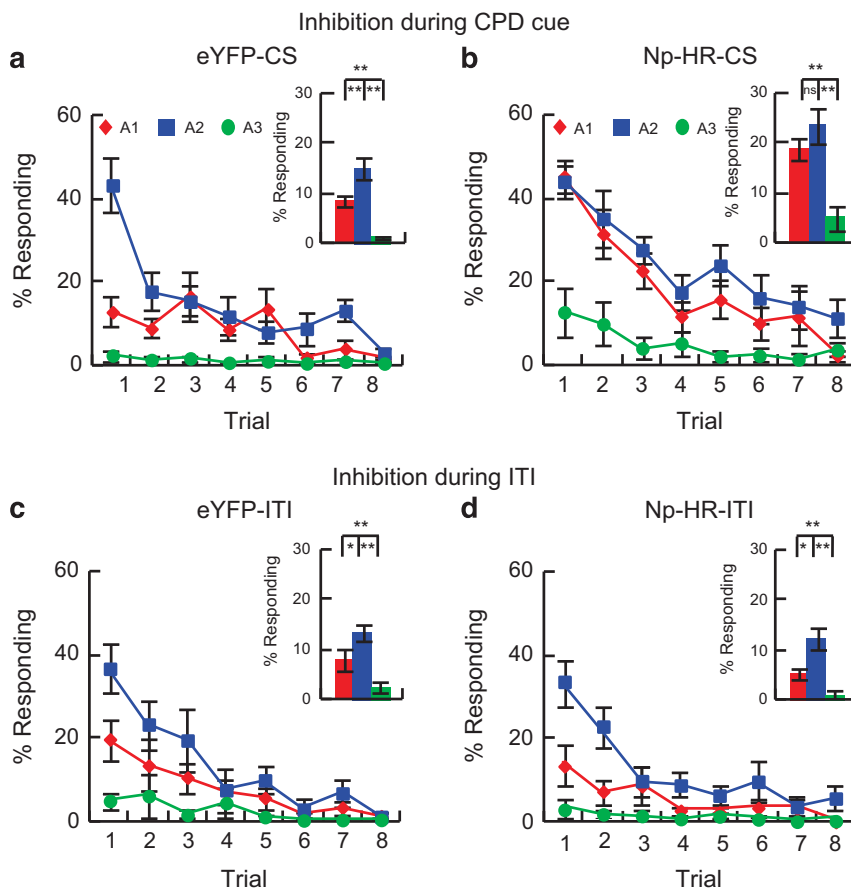 Inhibition during CPD cue
a
eYFP-CS
60
40
20
0
% Responding
A1 A2 A3
1 2 3 4 5 6 7 8
Trial
30
20
10
0
% Responding
**
** **
b
Np-HR-CS
60
40
20
0
% Responding
A1 A2 A3
1 2 3 4 5 6 7 8
Trial
30
20
10
0
% Responding
**
ns **
Inhibition during ITI
c
eYFP-ITI
60
40
20
0
% Responding
1 2 3 4 5 6 7 8
Trial
30
20
10
0
% Responding
**
* **
d
Np-HR-ITI
60
40
20
0
% Responding
1 2 3 4 5 6 7 8
Trial
30
20
10
0
% Responding
**
* **